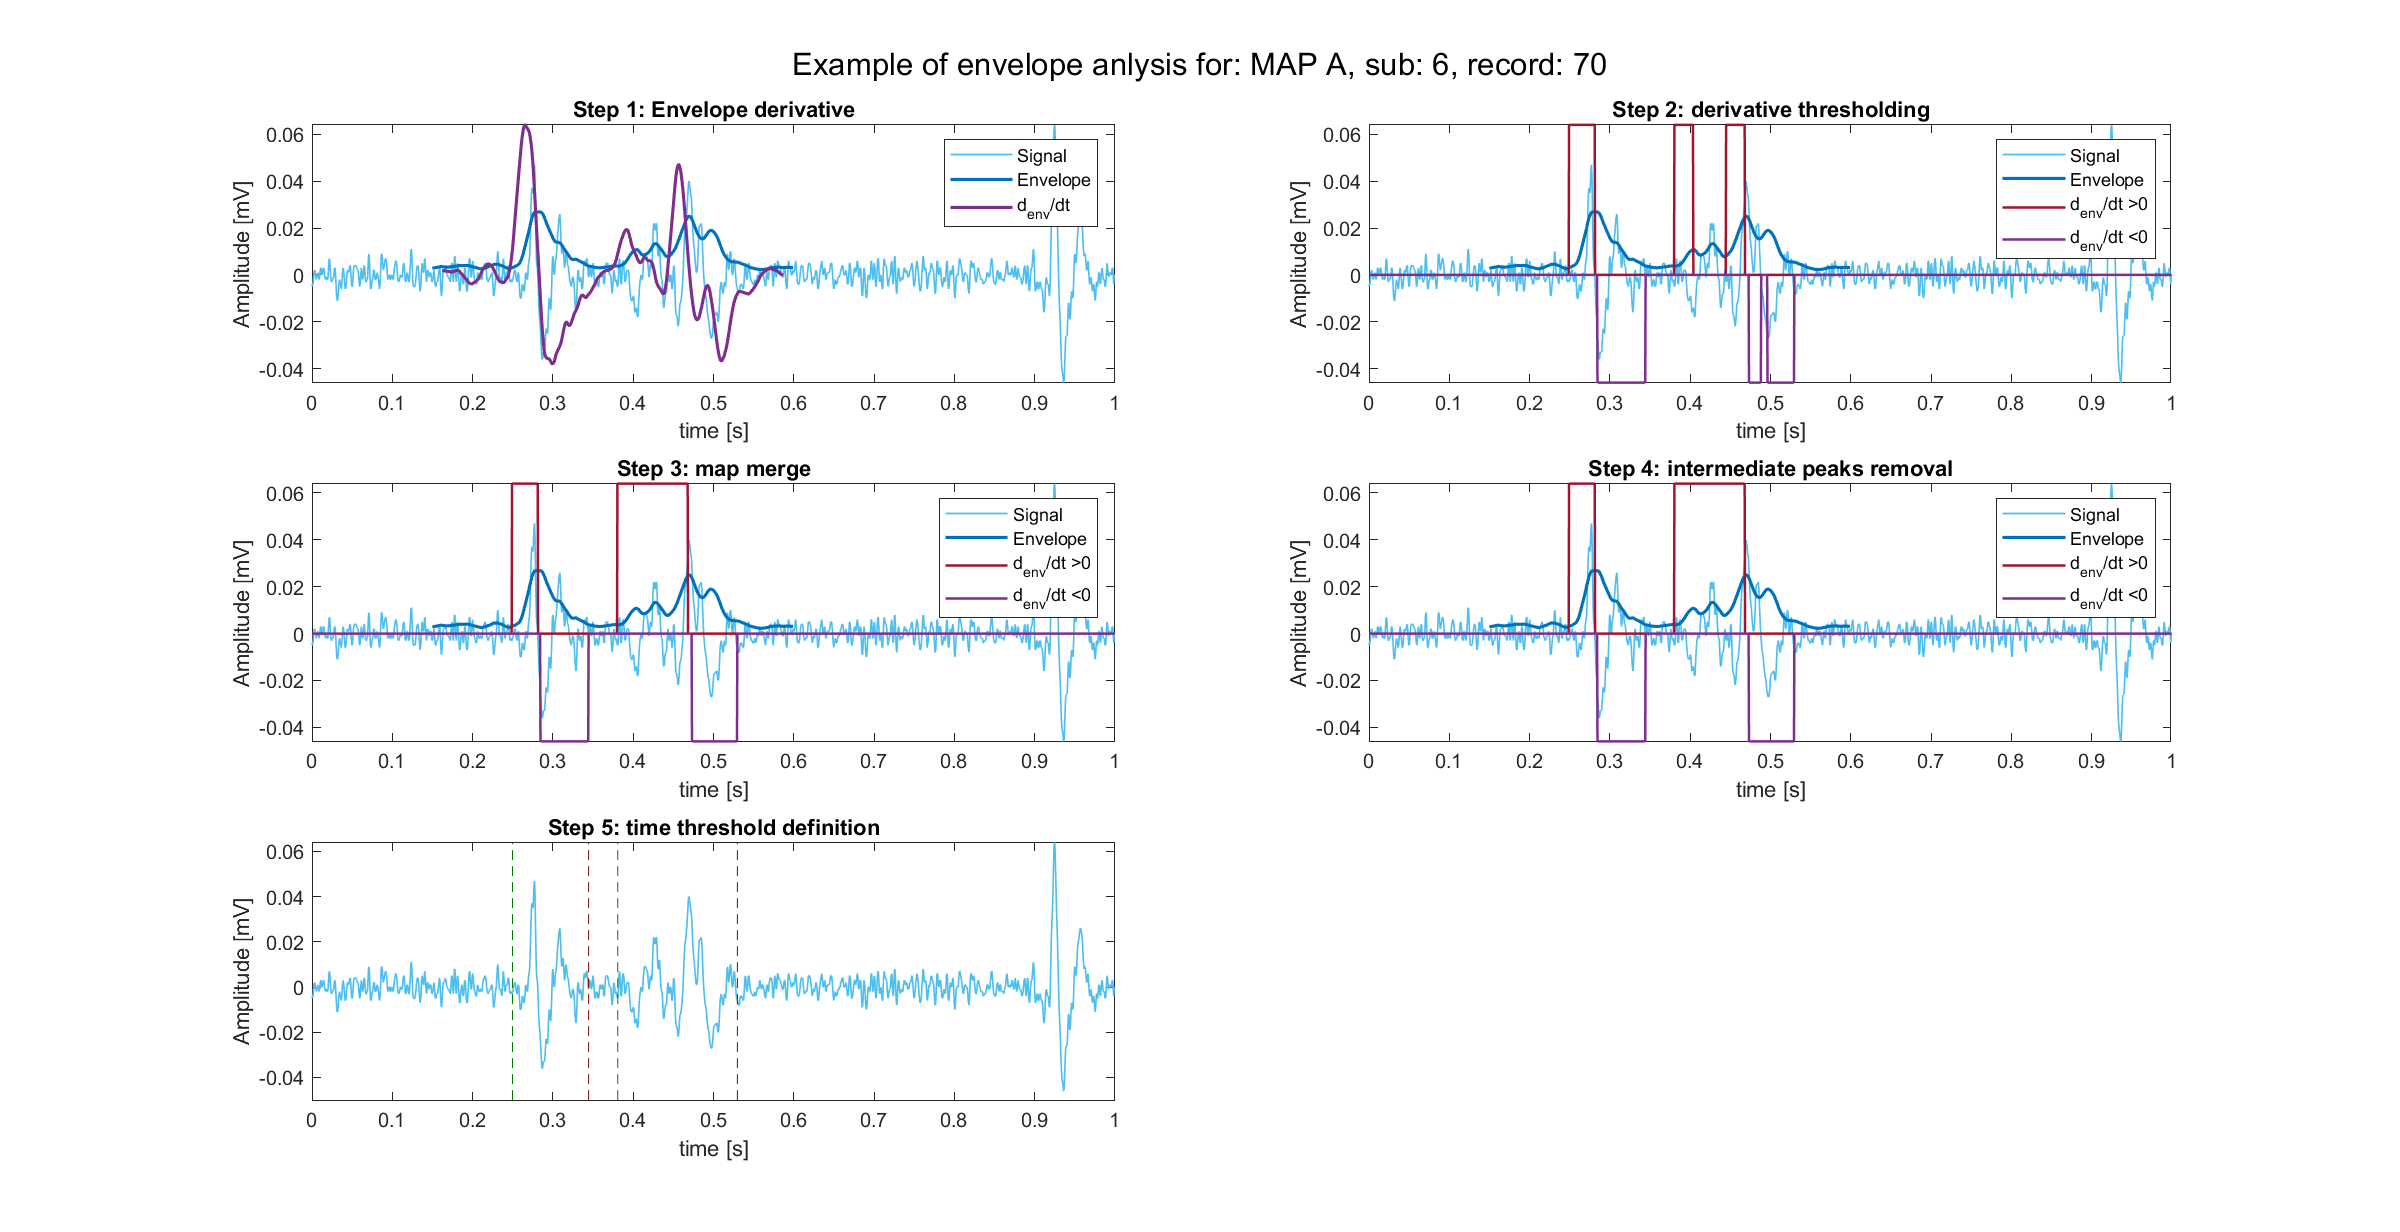 Example of envelope anlysis for: MAP A, sub: 6, record: 70
Step 1: Envelope derivative
Amplitude [mV]
0.06
0.04
0.02
0
-0.02
-0.04
Signal
Envelope
d_env/dt
0 0.1 0.2 0.3 0.4 0.5 0.6 0.7 0.8 0.9 1
time [s]
Step 2: derivative thresholding
Amplitude [mV]
0.06
0.04
0.02
0
-0.02
-0.04
Signal
Envelope
d_env/dt >0
d_env/dt <0
0 0.1 0.2 0.3 0.4 0.5 0.6 0.7 0.8 0.9 1
time [s]
Step 3: map merge
Amplitude [mV]
0.06
0.04
0.02
0
-0.02
-0.04
Signal
Envelope
d_env/dt >0
d_env/dt <0
0 0.1 0.2 0.3 0.4 0.5 0.6 0.7 0.8 0.9 1
time [s]
Step 4: intermediate peaks removal
Amplitude [mV]
0.06
0.04
0.02
0
-0.02
-0.04
Signal
Envelope
d_env/dt >0
d_env/dt <0
0 0.1 0.2 0.3 0.4 0.5 0.6 0.7 0.8 0.9 1
time [s]
Step 5: time threshold definition
Amplitude [mV]
0.06
0.04
0.02
0
-0.02
-0.04
0 0.1 0.2 0.3 0.4 0.5 0.6 0.7 0.8 0.9 1
time [s]